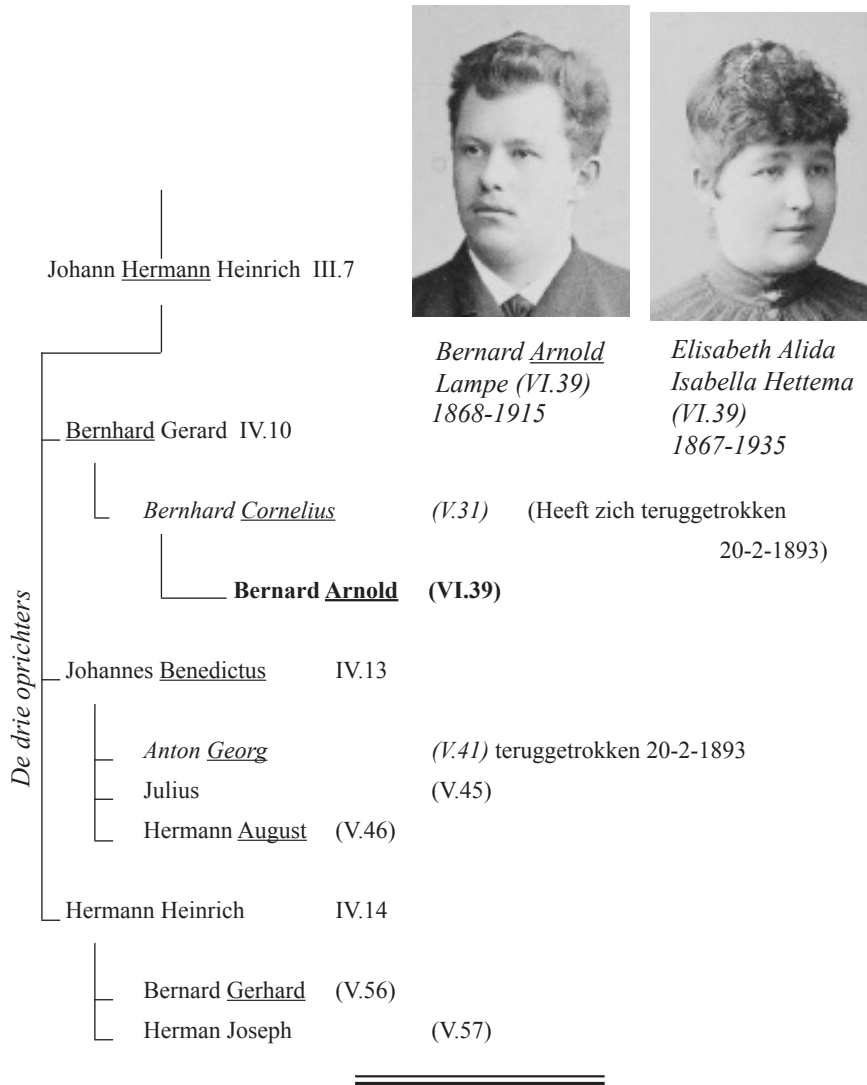 Johann Hermann Heinrich III.7
Bernard Arnold
Lampe (VI.39)
1868-1915
Elisabeth Alida
Isabella Hettema
(VI.39)
1867-1935
De drie oprichters
Bernhard Gerard IV.10
Bernhard Cornelius (V.31) (Heeft zich teruggetrokken
20-2-1893)
Bernard Arnold (VI.39)
Johannes Benedictus IV.13
Anton Georg (V.41) teruggetrokken 20-2-1893
Julius (V.45)
Hermann August (V.46)
Hermann Heinrich IV.14
Bernard Gerhard (V.56)
Herman Joseph (V.57)